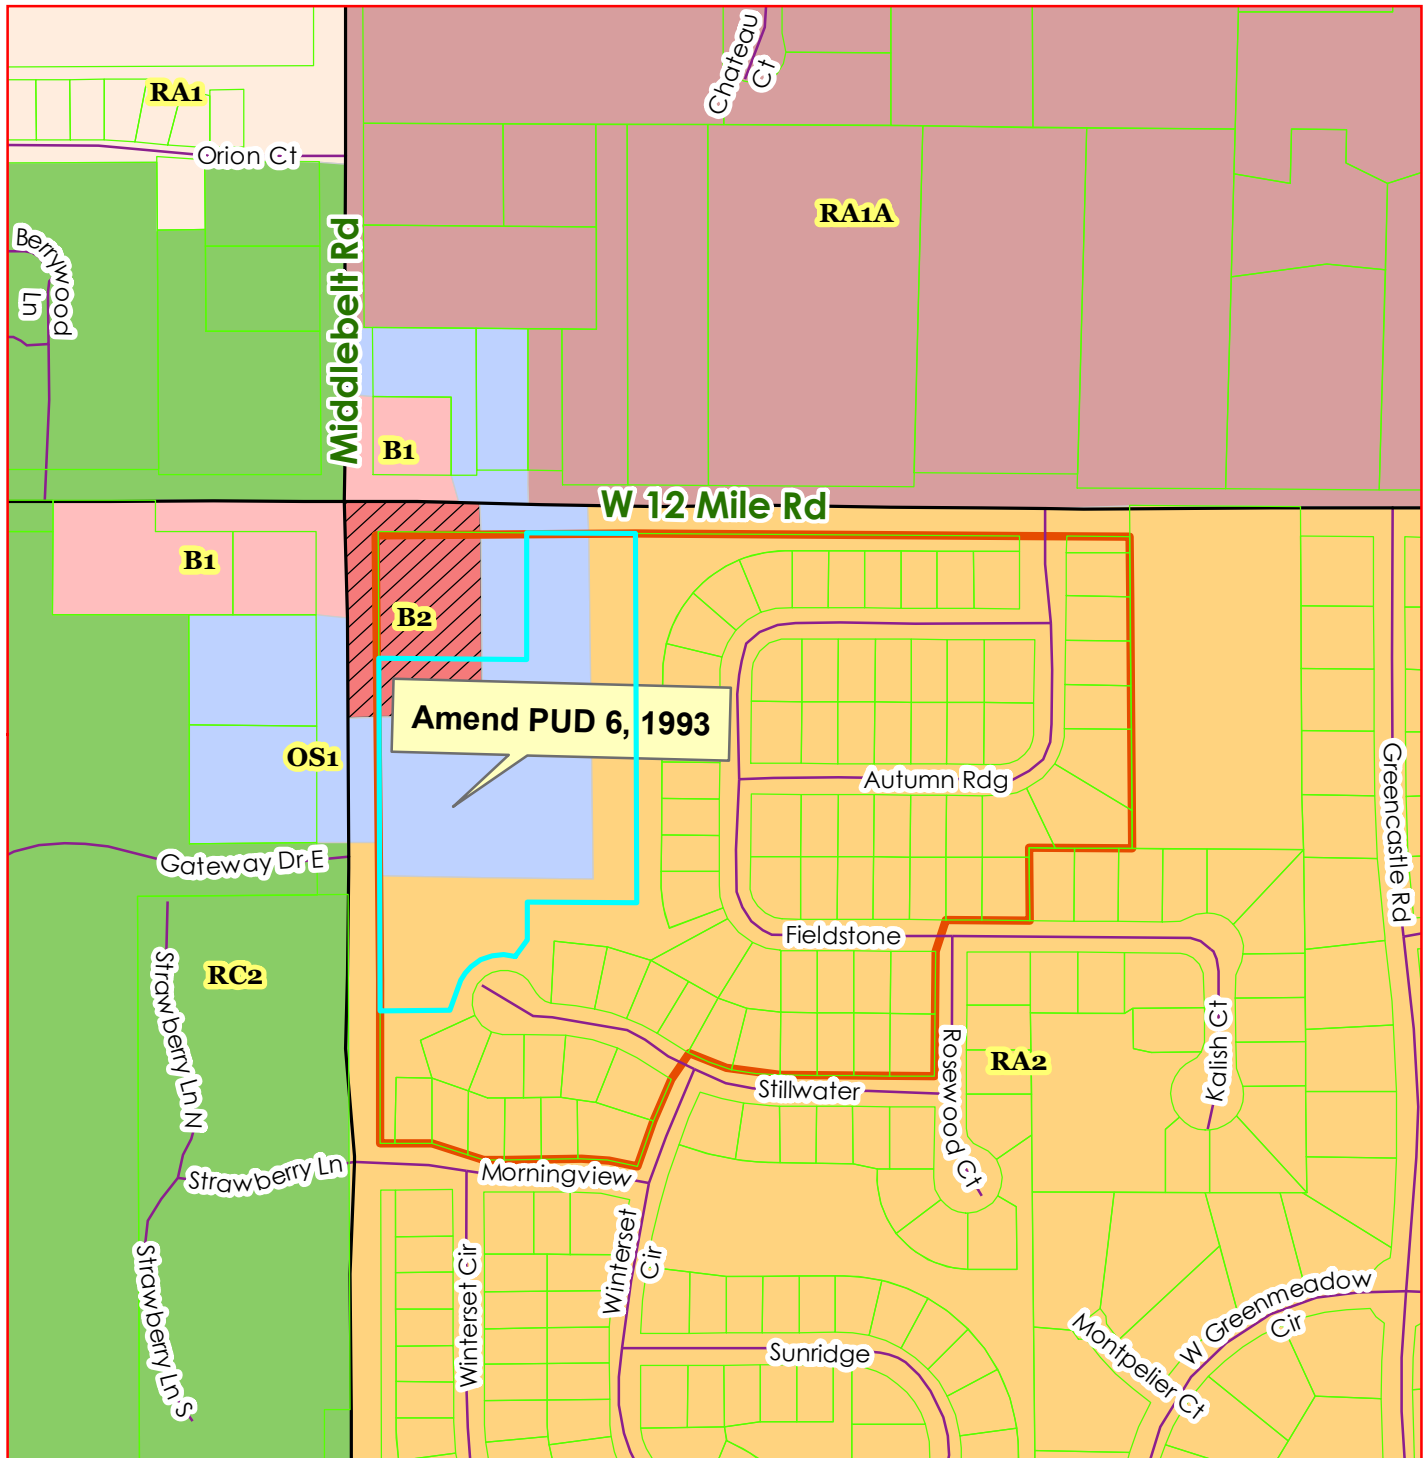 Chateau
Ct
RA1
Orion Ct
RA1A
Berrywood
Ln
Middlebelt Rd
B1
W 12 Mile Rd
B1
B2
Amend PUD 6, 1993
OS1
Autumn Rdg
Greencastle Rd
Gateway Dr E
Fieldstone
RC2
Strawberry Ln N
Rosewood Ct
RA2
Kalish Ct
Stillwater
Strawberry Ln
Morningview
Winterset Cir
Winterset
Cir
Strawberry Ln S
W Greenmeadow
Cir
Montpelier Ct
Sunridge